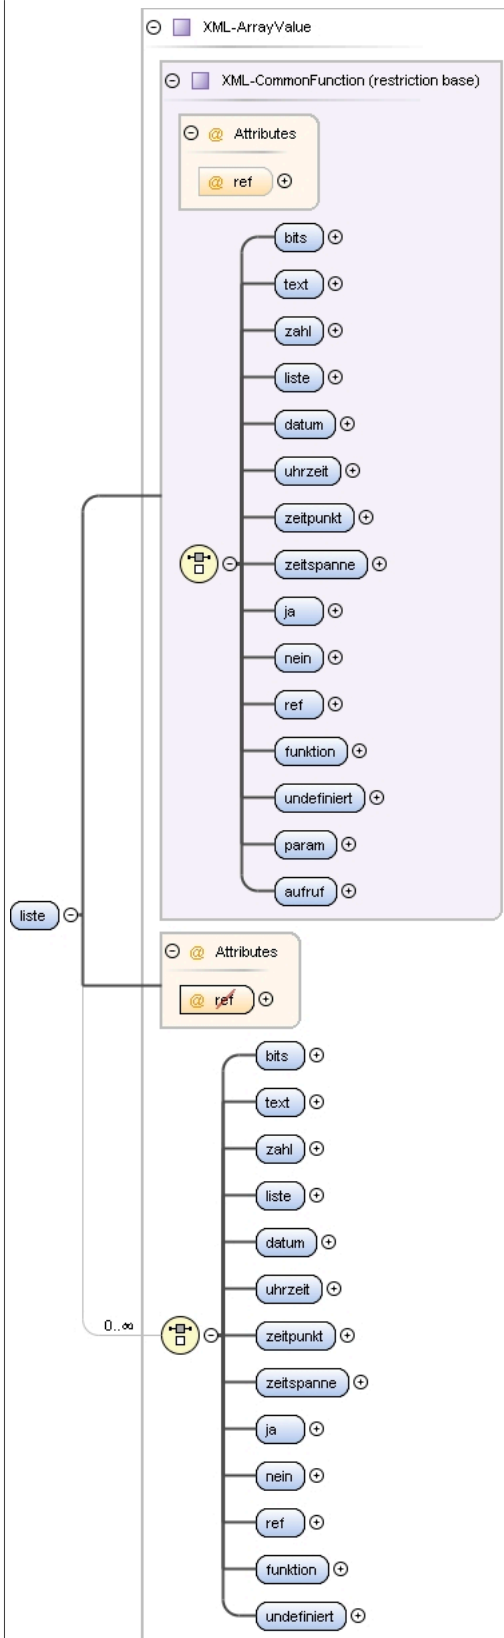 XML-ArrayValue
XML-CommonFunction (restriction base)
@ Attributes
@ ref
bits
text
zahl
liste
datum
uhrzeit
zeitpunkt
zeitspanne
ja
nein
ref
funktion
undefiniert
param
aufruf
liste
@ Attributes
@ ref
bits
text
zahl
liste
datum
uhrzeit
0..∞
zeitpunkt
zeitspanne
ja
nein
ref
funktion
undefiniert